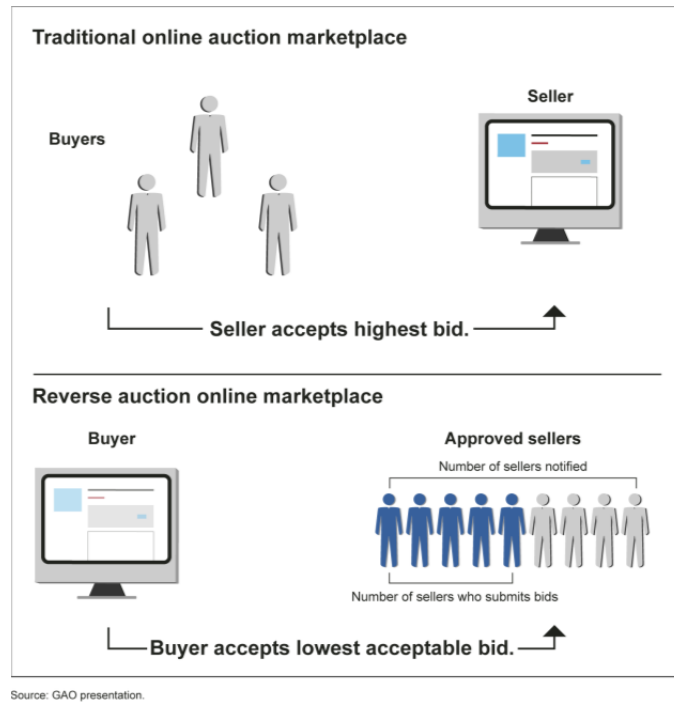 Traditional online auction marketplace
Seller
Buyers
Seller accepts highest bid.
Reverse auction online marketplace
Buyer
Approved sellers
Number of sellers notified
Number of sellers who submits bids
Buyer accepts lowest acceptable bid.
Source: GAO presentation.